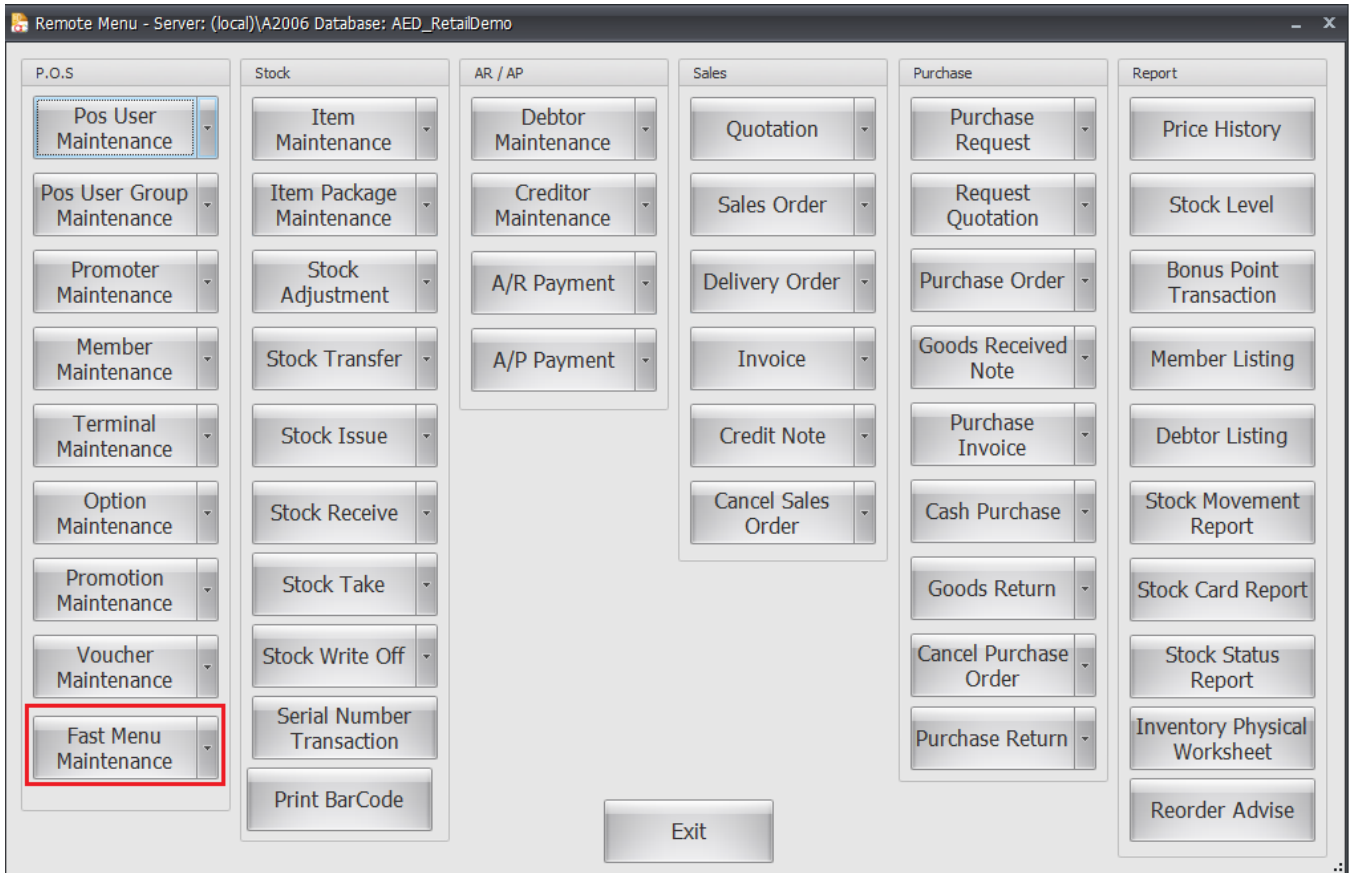 Remote Menu - Server: (local)\A2006 Database: AED_RetailDemo
P.O.S
Pos User
Maintenance
Pos User Group
Maintenance
Promoter
Maintenance
Member
Maintenance
Terminal
Maintenance
Option
Maintenance
Promotion
Maintenance
Voucher
Maintenance
Fast Menu
Maintenance
Stock
Item
Maintenance
Item Package
Maintenance
Stock
Adjustment
Stock Transfer
Stock Issue
Stock Receive
Stock Take
Stock Write Off
Serial Number
Transaction
Print BarCode
AR / AP
Debtor
Maintenance
Creditor
Maintenance
A/R Payment
A/P Payment
Sales
Quotation
Sales Order
Delivery Order
Invoice
Credit Note
Cancel Sales
Order
Purchase
Purchase
Request
Request
Quotation
Purchase Order
Goods Received
Note
Purchase
Invoice
Cash Purchase
Goods Return
Cancel Purchase
Order
Purchase Return
Report
Price History
Stock Level
Bonus Point
Transaction
Member Listing
Debtor Listing
Stock Movement
Report
Stock Card Report
Stock Status
Report
Inventory Physical
Worksheet
Reorder Advise
Exit